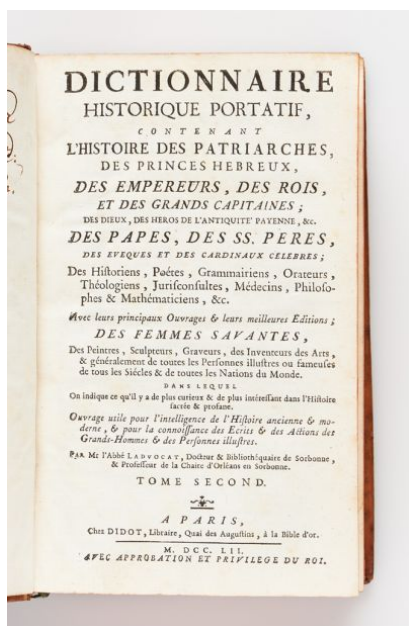 DICTIONNAIRE
HISTORIQUE PORTATIF,
CONTENANT
L'HISTOIRE DES PATRIARCHES,
DES PRINCES HEBREUX,
DES EMPEREURS, DES ROIS,
ET DES GRANDS CAPITAINES;
DES DIEUX, DES HEROS DE L'ANTIQUITE' PAYENNE, &c.
DES PAPES, DES SS. PERES,
DES EVEQUES ET DES CARDINAUX CELEBRES;
Des Historiens, Poétes, Grammairiens, Orateurs,
Théologiens, Jurisconsultes, Médecins, Philoso-
phes & Mathématiciens, &c.
Avec leurs principaux Ouvrages & leurs meilleures Editions;
DES FEMMES SAVANTES,
Des Peintres, Sculpteurs, Graveurs, des Inventeurs des Arts,
& généralement de toutes les Personnes illustres ou fameuses
de tous les Siécles & de toutes les Nations du Monde.
DANS LEQUEL
On indique ce qu'il y a de plus curieux & de plus intéressant dans l'Histoire
sacrée & profane.
Ouvrage utile pour l'intelligence de l'Histoire ancienne & mo-
derne, & pour la connoissance des Ecrits & des Actions des
Grands-Hommes & des Personnes illustres.
PAR Mr l'Abbé LADVOCAT, Docteur & Bibliothéquaire de Sorbonne,
& Professeur de la Chaire d'Orléans en Sorbonne.
TOME SECOND.
A PARIS,
Chez DIDOT, Libraire, Quai des Augustins, à la Bible d'or.
M. DCC. LII.
AVEC APPROBATION ET PRIVILEGE DU ROI.